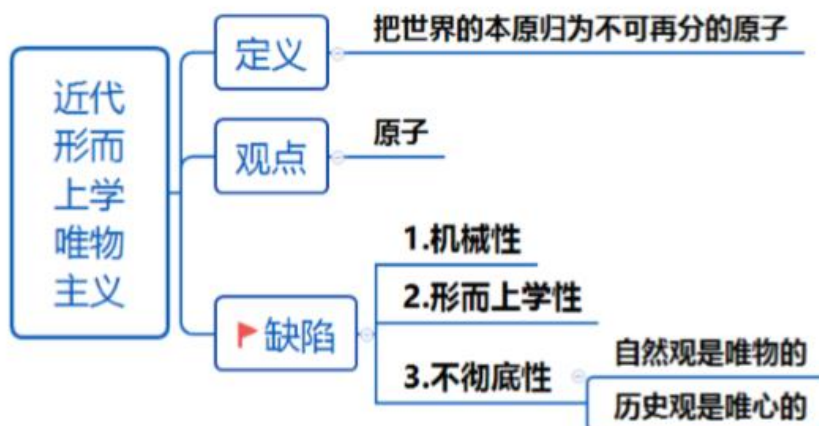 近代
形而
上学
唯物
主义
定义
把世界的本原归为不可再分的原子
观点
原子
缺陷
1.机械性
2.形而上学性
3.不彻底性
自然观是唯物的
历史观是唯心的